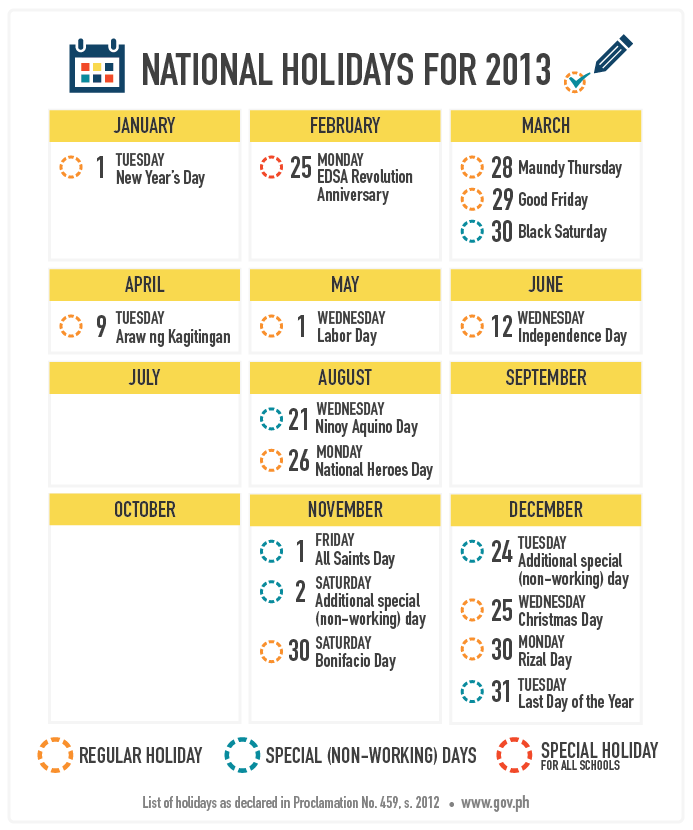 NATIONAL HOLIDAYS FOR 2013
JANUARY
1 TUESDAY
New Year's Day
FEBRUARY
25 MONDAY
EDSA Revolution
Anniversary
MARCH
28 Maundy Thursday
29 Good Friday
30 Black Saturday
APRIL
9 TUESDAY
Araw ng Kagitingan
MAY
1 WEDNESDAY
Labor Day
JUNE
12 WEDNESDAY
Independence Day
JULY
AUGUST
21 WEDNESDAY
Ninoy Aquino Day
26 MONDAY
National Heroes Day
SEPTEMBER
OCTOBER
NOVEMBER
1 FRIDAY
All Saints Day
2 SATURDAY
Additional special
(non-working) day
30 SATURDAY
Bonifacio Day
DECEMBER
24 TUESDAY
Additional special
(non-working) day
25 WEDNESDAY
Christmas Day
30 MONDAY
Rizal Day
31 TUESDAY
Last Day of the Year
REGULAR HOLIDAY
SPECIAL (NON-WORKING) DAYS
SPECIAL HOLIDAY
FOR ALL SCHOOLS
List of holidays as declared in Proclamation No. 459, s. 2012 • www.gov.ph